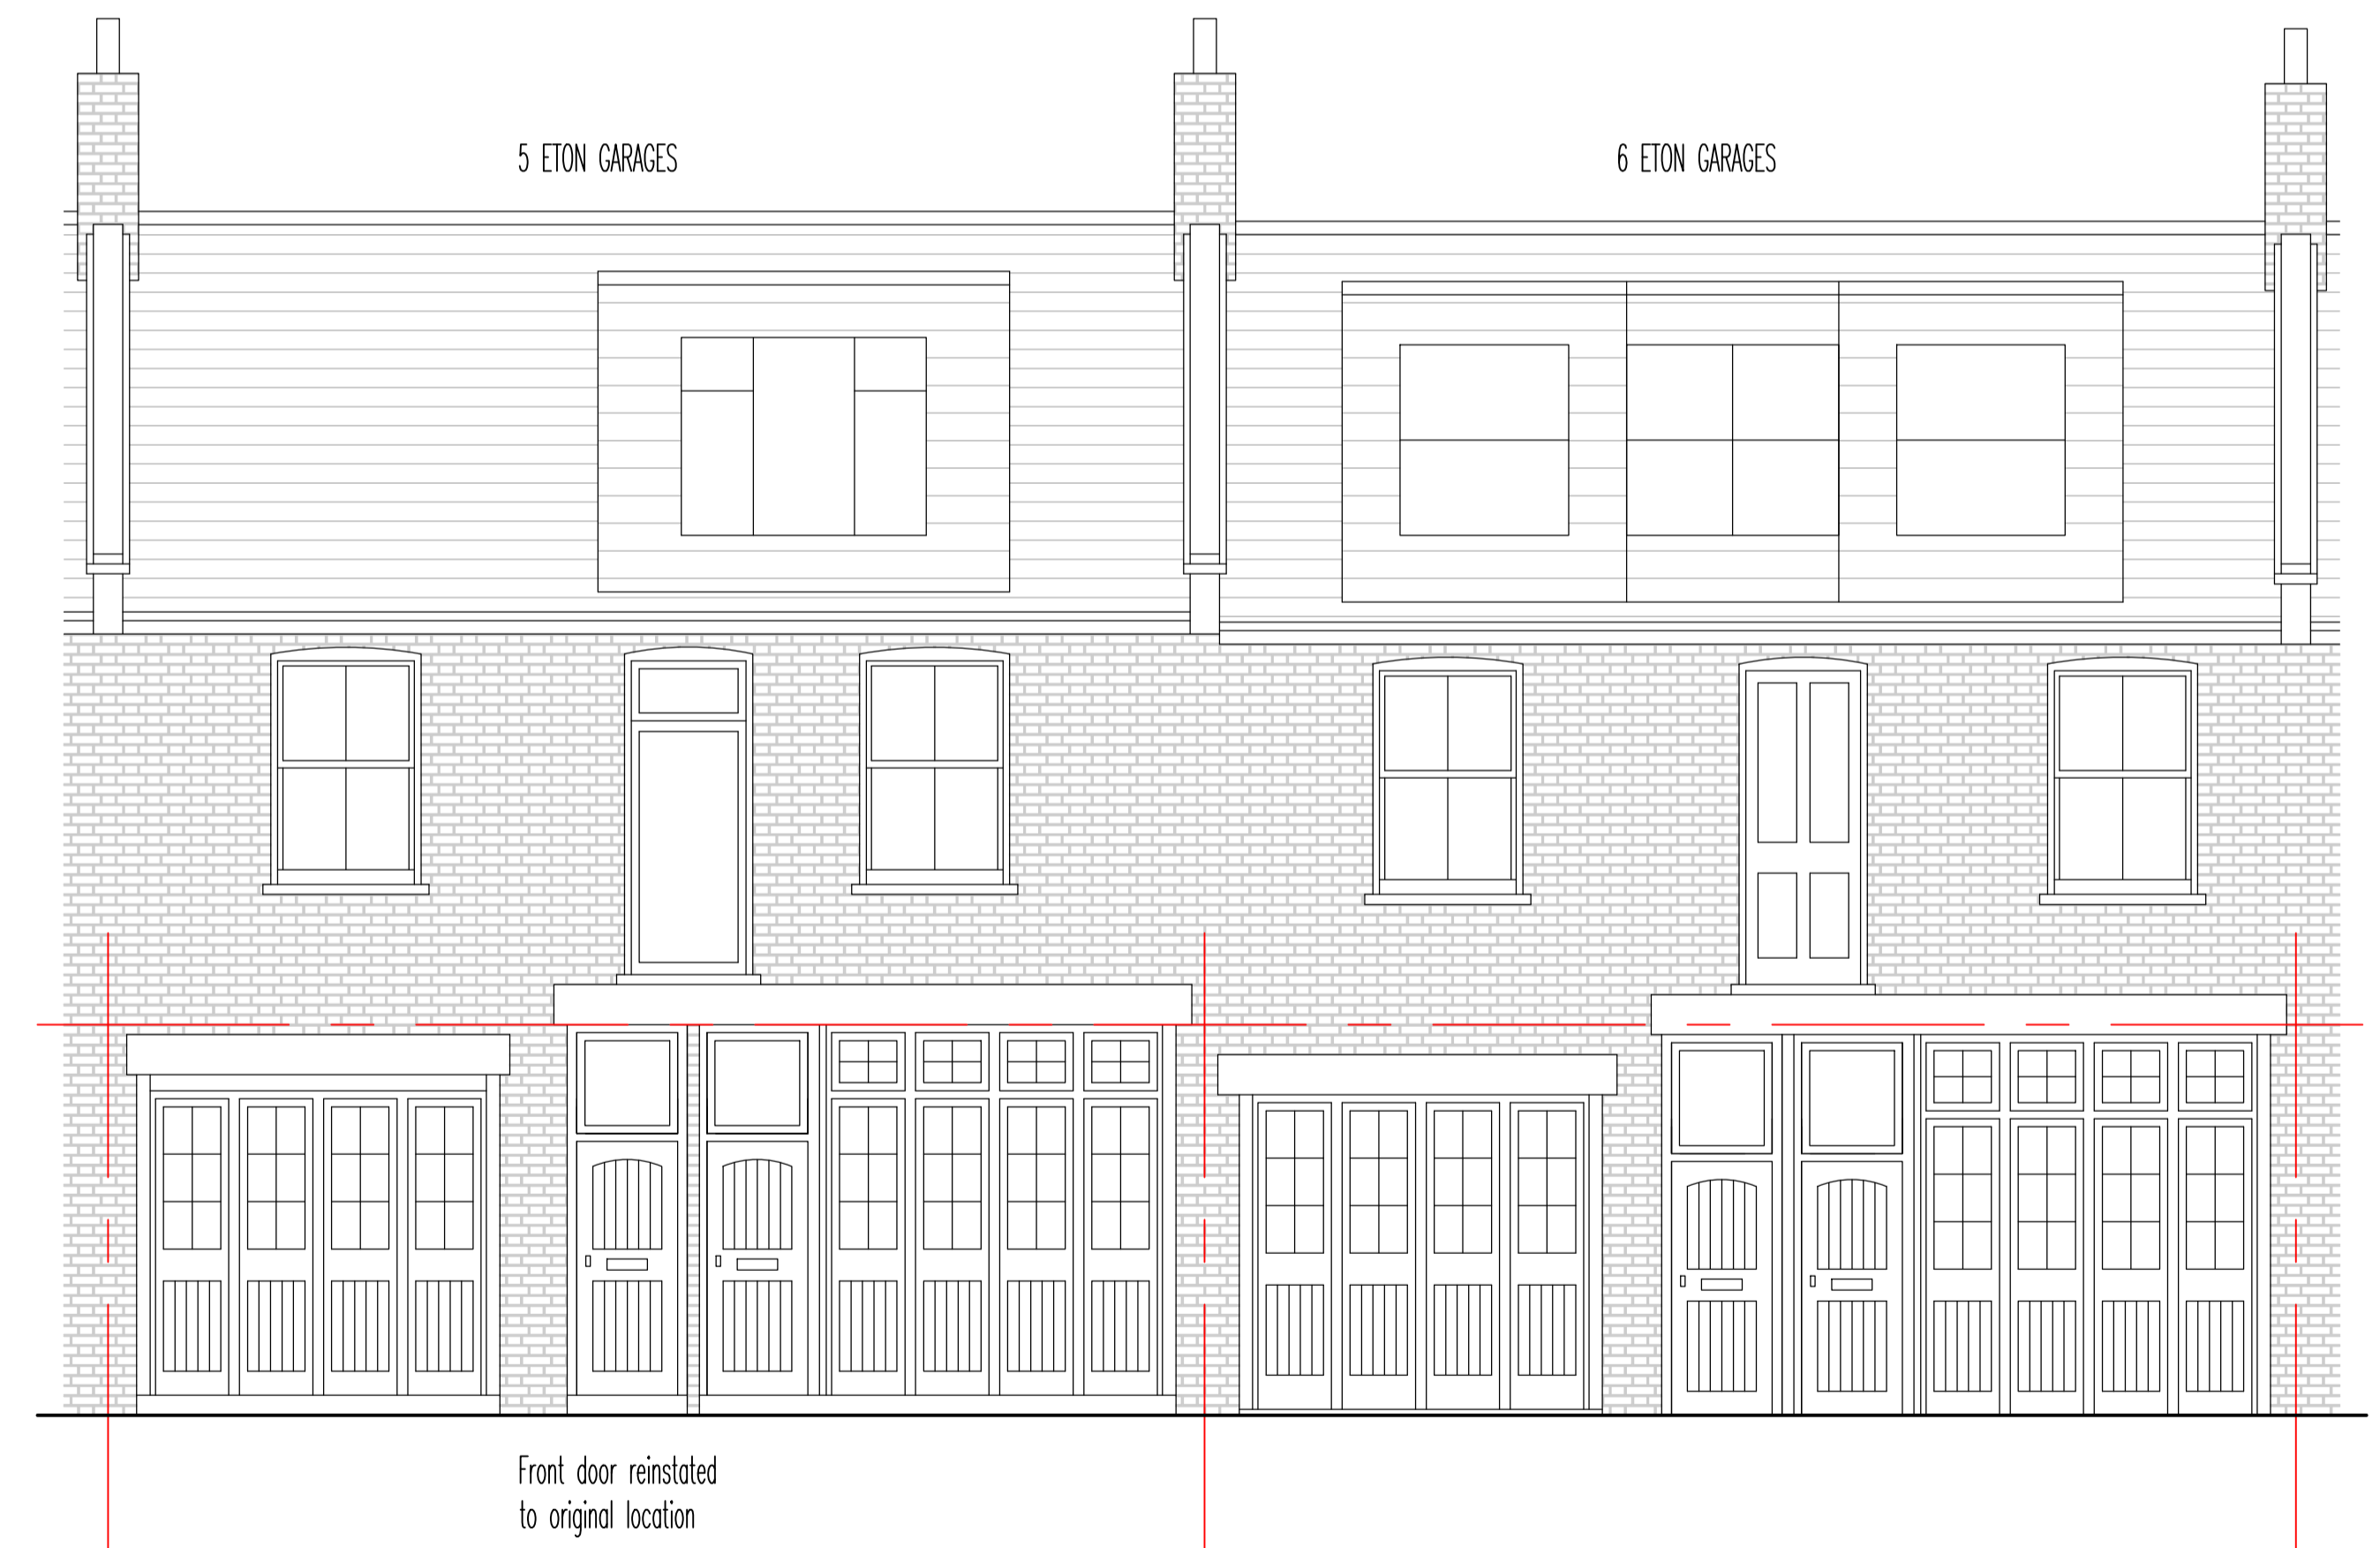 5 ETON GARAGES
6 ETON GARAGES
Front door reinstated
to original location